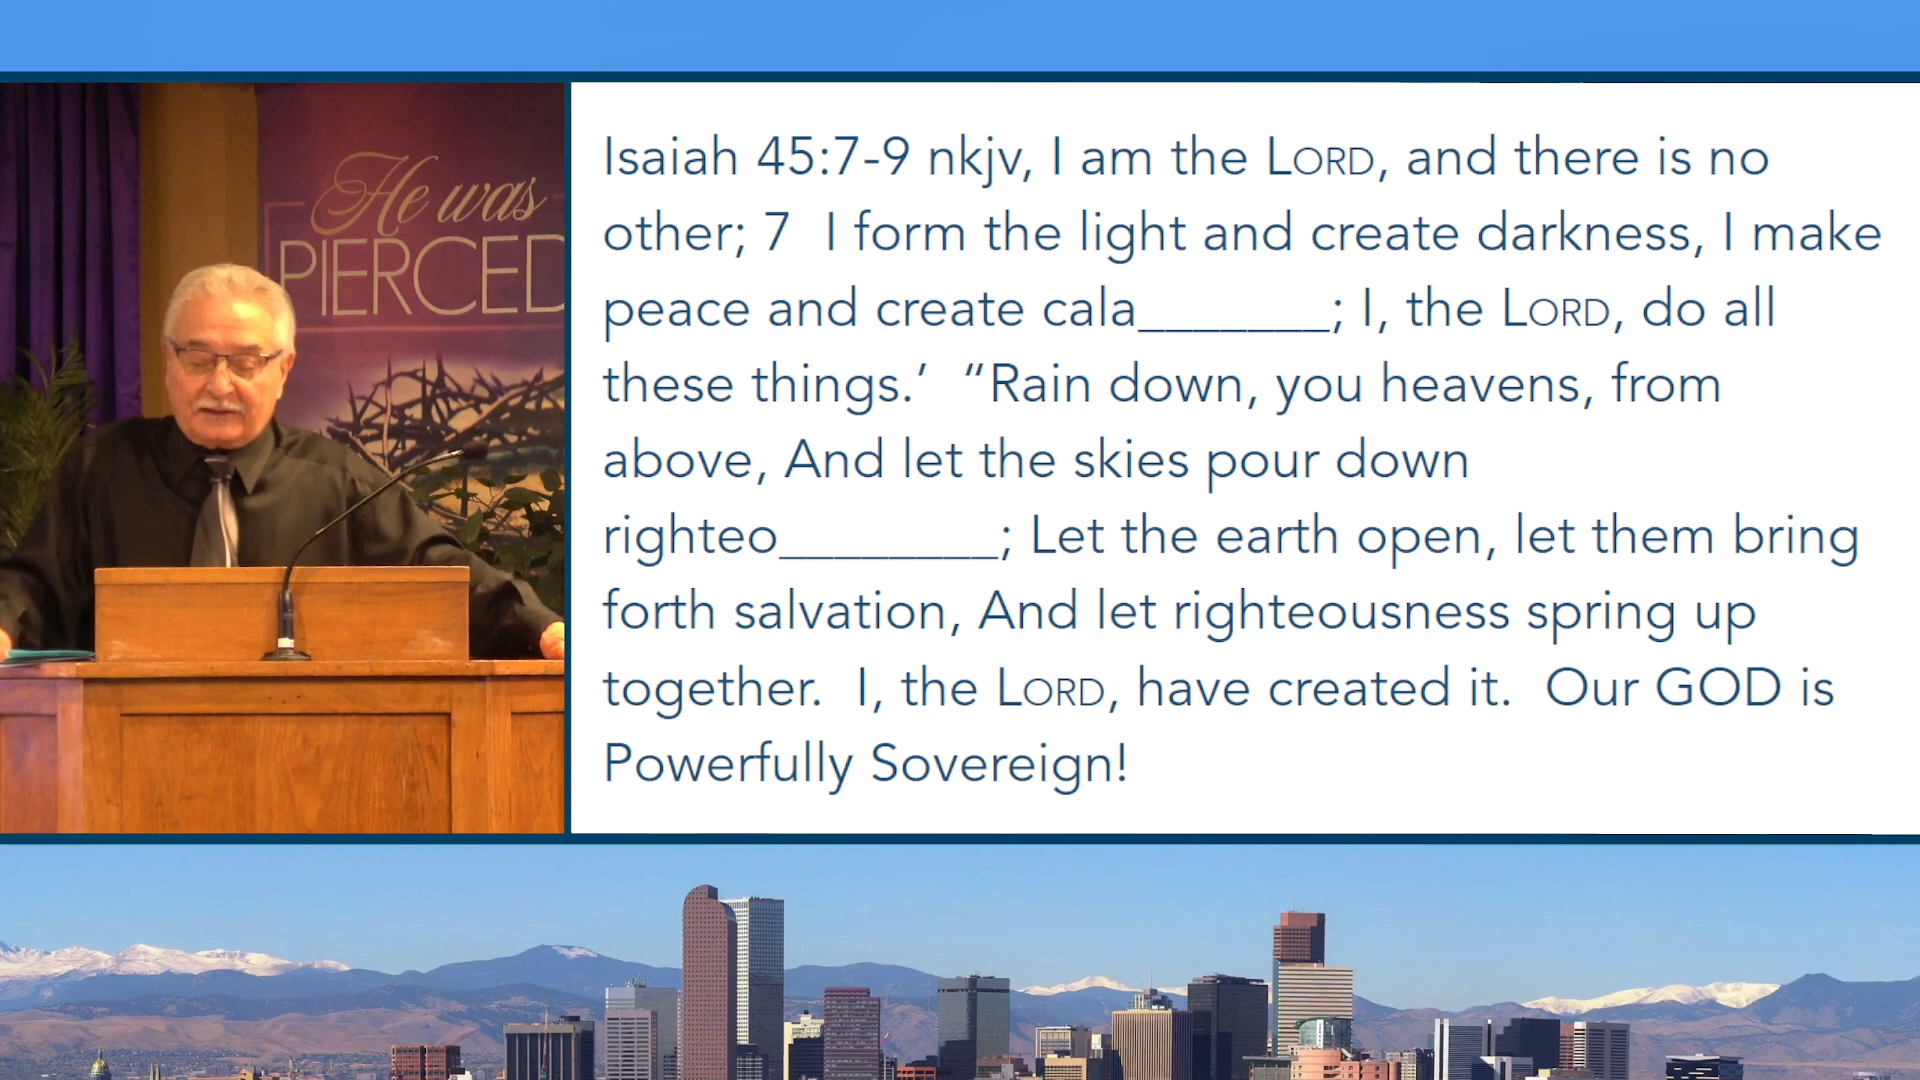 He was
PIERCED
Isaiah 45:7-9 nkjv, I am the LORD, and there is no
other; 7 I form the light and create darkness, I make
peace and create cala_______; I, the LORD, do all
these things.’ “Rain down, you heavens, from
above, And let the skies pour down
righteo________; Let the earth open, let them bring
forth salvation, And let righteousness spring up
together. I, the LORD, have created it. Our GOD is
Powerfully Sovereign!